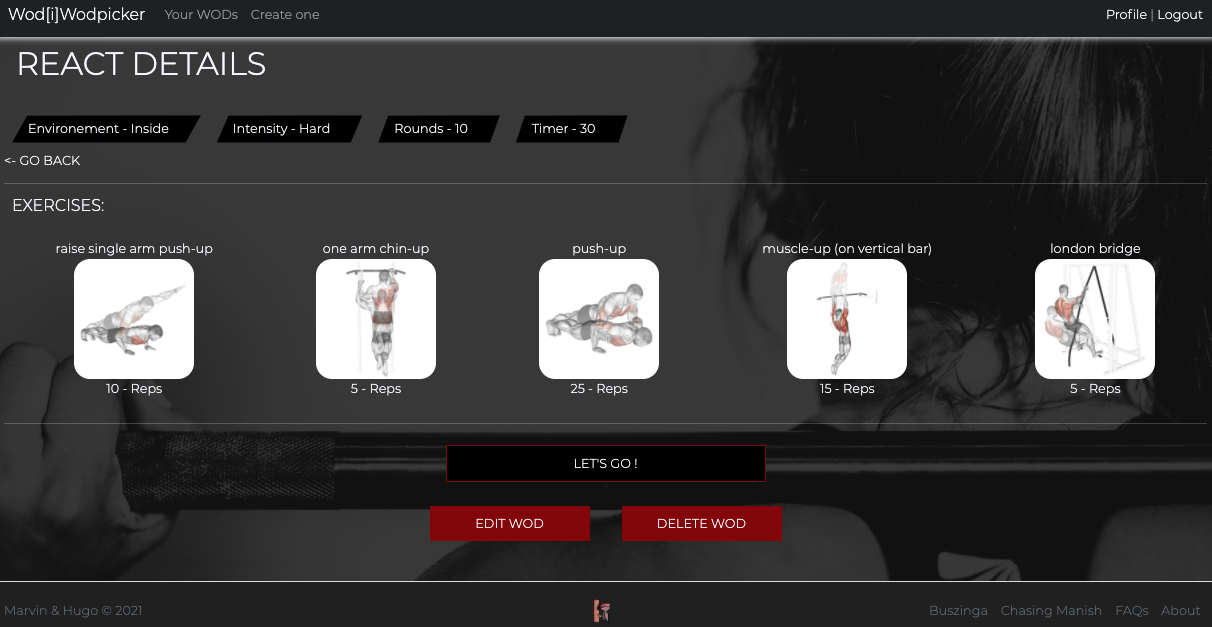 Wod[i]Wodpicker Your WODs Create one Profile | Logout
REACT DETAILS
Environement - Inside Intensity - Hard Rounds - 10 Timer - 30
<- GO BACK
EXERCISES:
raise single arm push-up one arm chin-up push-up muscle-up (on vertical bar) london bridge
10 - Reps 5 - Reps 25 - Reps 15 - Reps 5 - Reps
LET'S GO !
EDIT WOD DELETE WOD
Marvin & Hugo © 2021 Buszinga Chasing Manish FAQs About